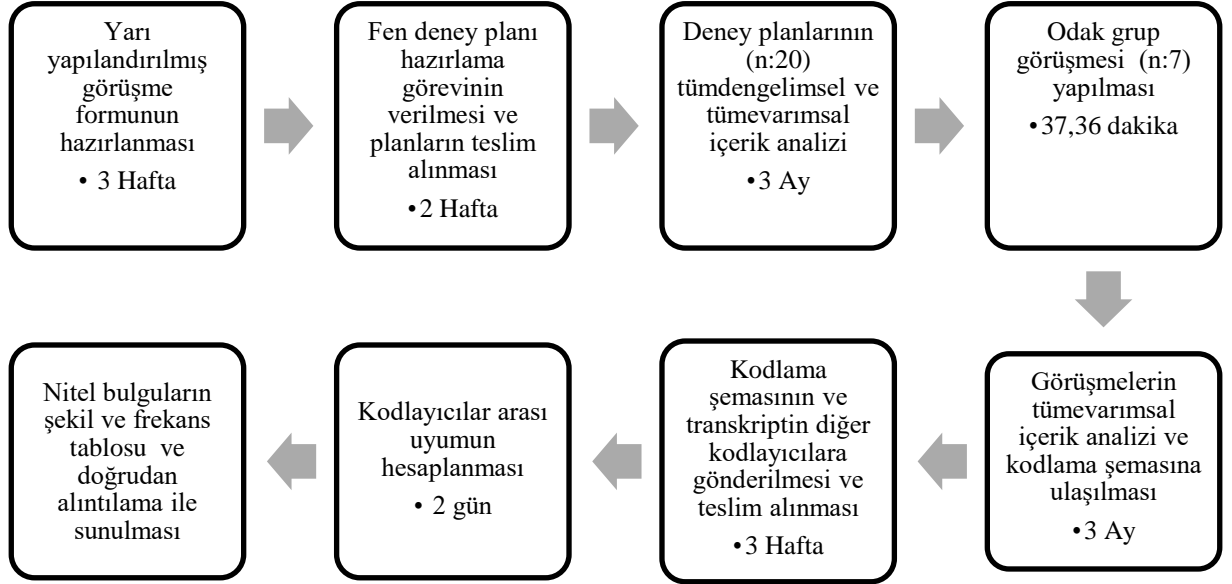 Yarı
yapılandırılmış
görüşme
formunun
hazırlanması
• 3 Hafta
Fen deney planı
hazırlama
görevinin
verilmesi ve
planların teslim
alınması
•2 Hafta
Deney planlarının
(n:20)
tümdengelimsel ve
tümevarımsal
içerik analizi
•3 Ay
Odak grup
görüşmesi (n:7)
yapılması
•37,36 dakika
Görüşmelerin
tümevarımsal
içerik analizi ve
kodlama şemasına
ulaşılması
•3 Ay
Kodlama
şemasının ve
transkriptin diğer
kodlayıcılara
gönderilmesi ve
teslim alınması
•3 Hafta
Kodlayıcılar arası
uyumun
hesaplanması
• 2 gün
Nitel bulguların
şekil ve frekans
tablosu ve
doğrudan
alıntılama ile
sunulması